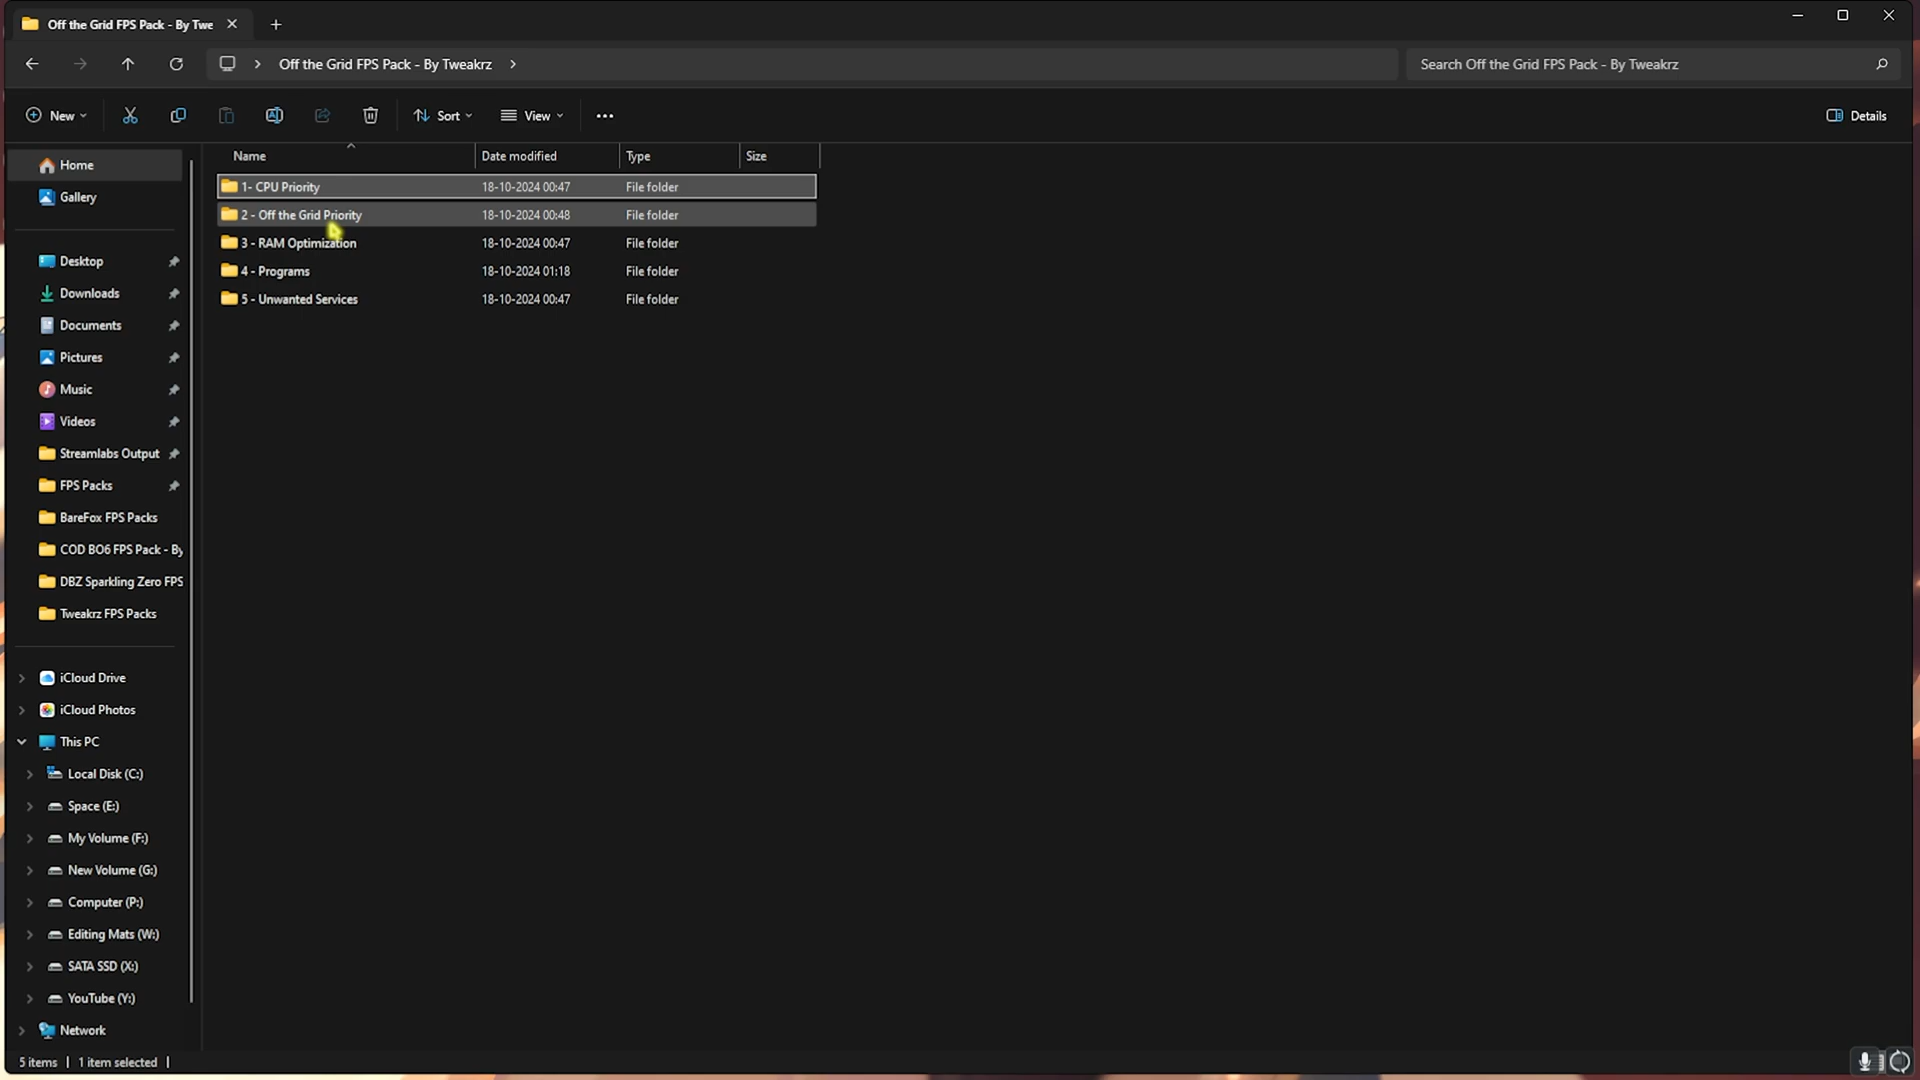 Off the Grid FPS Pack - By Twe
Off the Grid FPS Pack - By Tweakrz
Search Off the Grid FPS Pack - By Tweakrz
New
Sort
View
Details
Name Date modified Type Size
1- CPU Priority 18-10-2024 00:47 File folder
2 - Off the Grid Priority 18-10-2024 00:48 File folder
3 - RAM Optimization 18-10-2024 00:47 File folder
4 - Programs 18-10-2024 01:18 File folder
5 - Unwanted Services 18-10-2024 00:47 File folder
Home
Gallery
Desktop
Downloads
Documents
Pictures
Music
Videos
Streamlabs Output
FPS Packs
BareFox FPS Packs
COD BO6 FPS Pack - By
DBZ Sparkling Zero FPS
Tweakrz FPS Packs
iCloud Drive
iCloud Photos
This PC
Local Disk (C:)
Space (E:)
My Volume (F:)
New Volume (G:)
Computer (P:)
Editing Mats (W:)
SATA SSD (X:)
YouTube (Y:)
Network
5 items | 1 item selected |